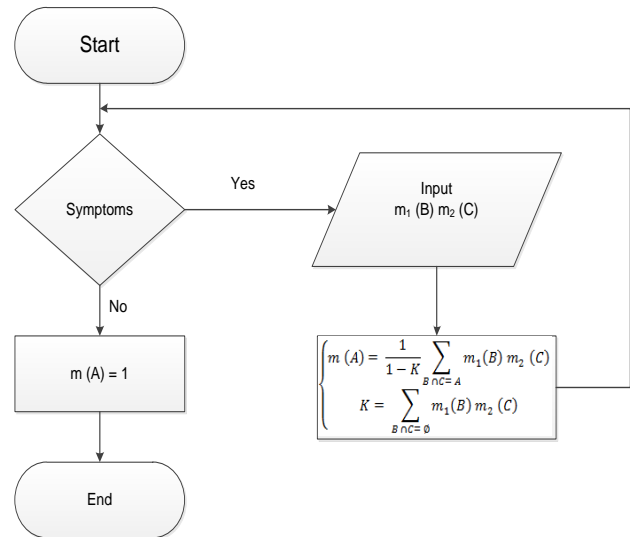 Start
Symptoms
Yes
Input
m₁ (B) m₂ (C)
No
m (A) = 1
m (A) = 1 / (1 − K) ∑ B ∩C= A m₁(B) m₂ (C)
K = ∑ B ∩C= ∅ m₁(B) m₂ (C)
End